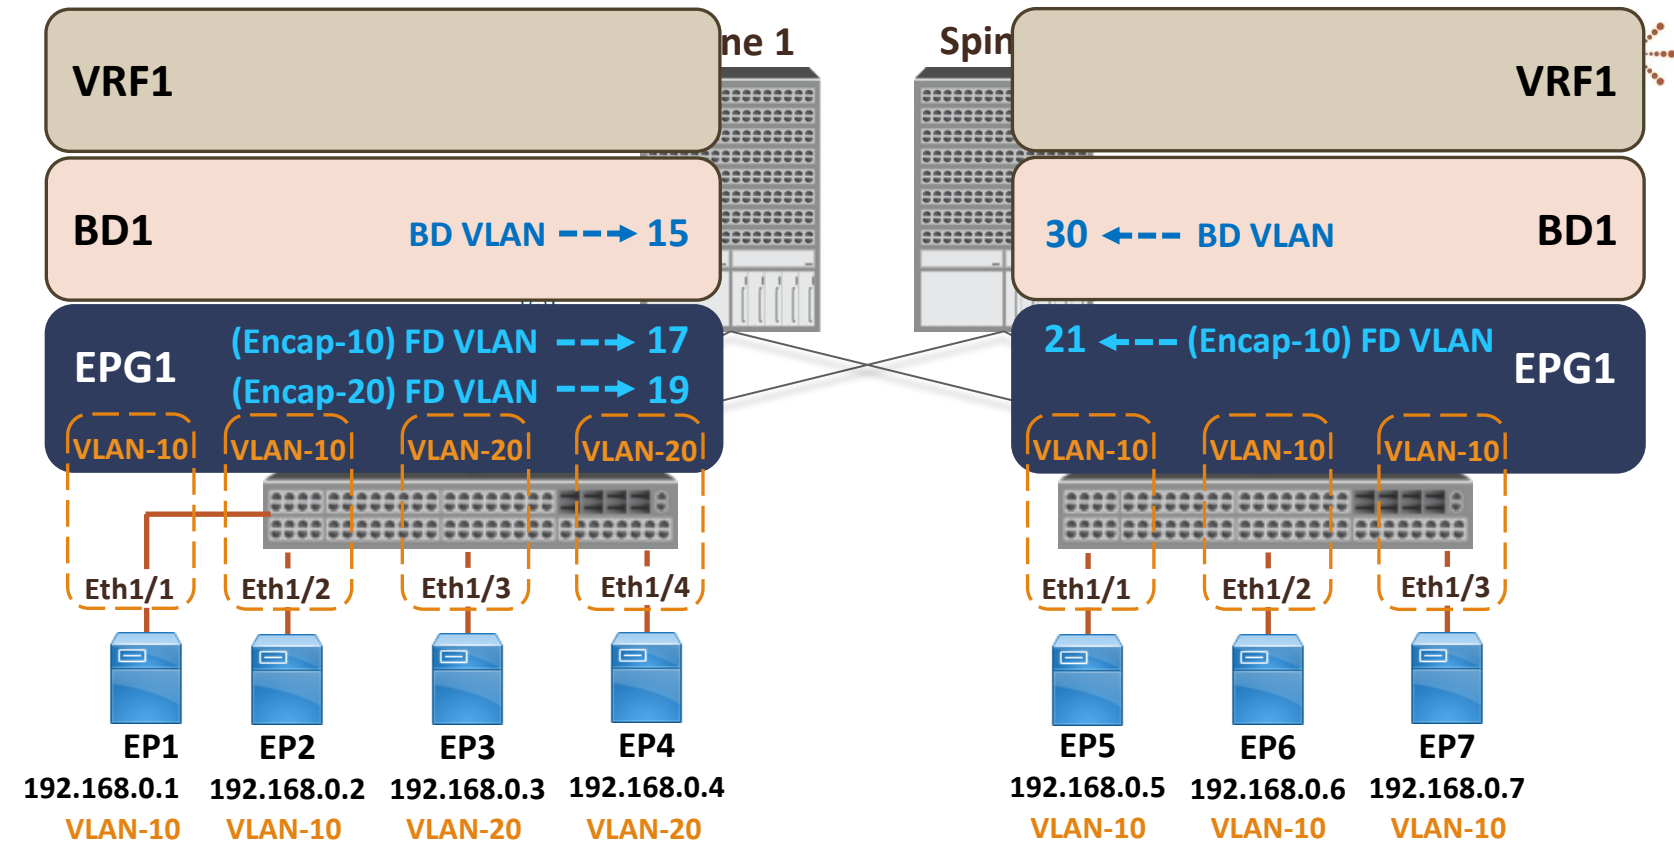 ne 1
Spin
VRF1
VRF1
BD1
BD VLAN
15
30
BD VLAN
BD1
EPG1
(Encap-10) FD VLAN
17
(Encap-20) FD VLAN
19
21
(Encap-10) FD VLAN
EPG1
VLAN-10
VLAN-10
VLAN-20
VLAN-20
VLAN-10
VLAN-10
VLAN-10
Eth1/1
Eth1/2
Eth1/3
Eth1/4
Eth1/1
Eth1/2
Eth1/3
EP1
EP2
EP3
EP4
EP5
EP6
EP7
192.168.0.1
192.168.0.2
192.168.0.3
192.168.0.4
192.168.0.5
192.168.0.6
192.168.0.7
VLAN-10
VLAN-10
VLAN-20
VLAN-20
VLAN-10
VLAN-10
VLAN-10